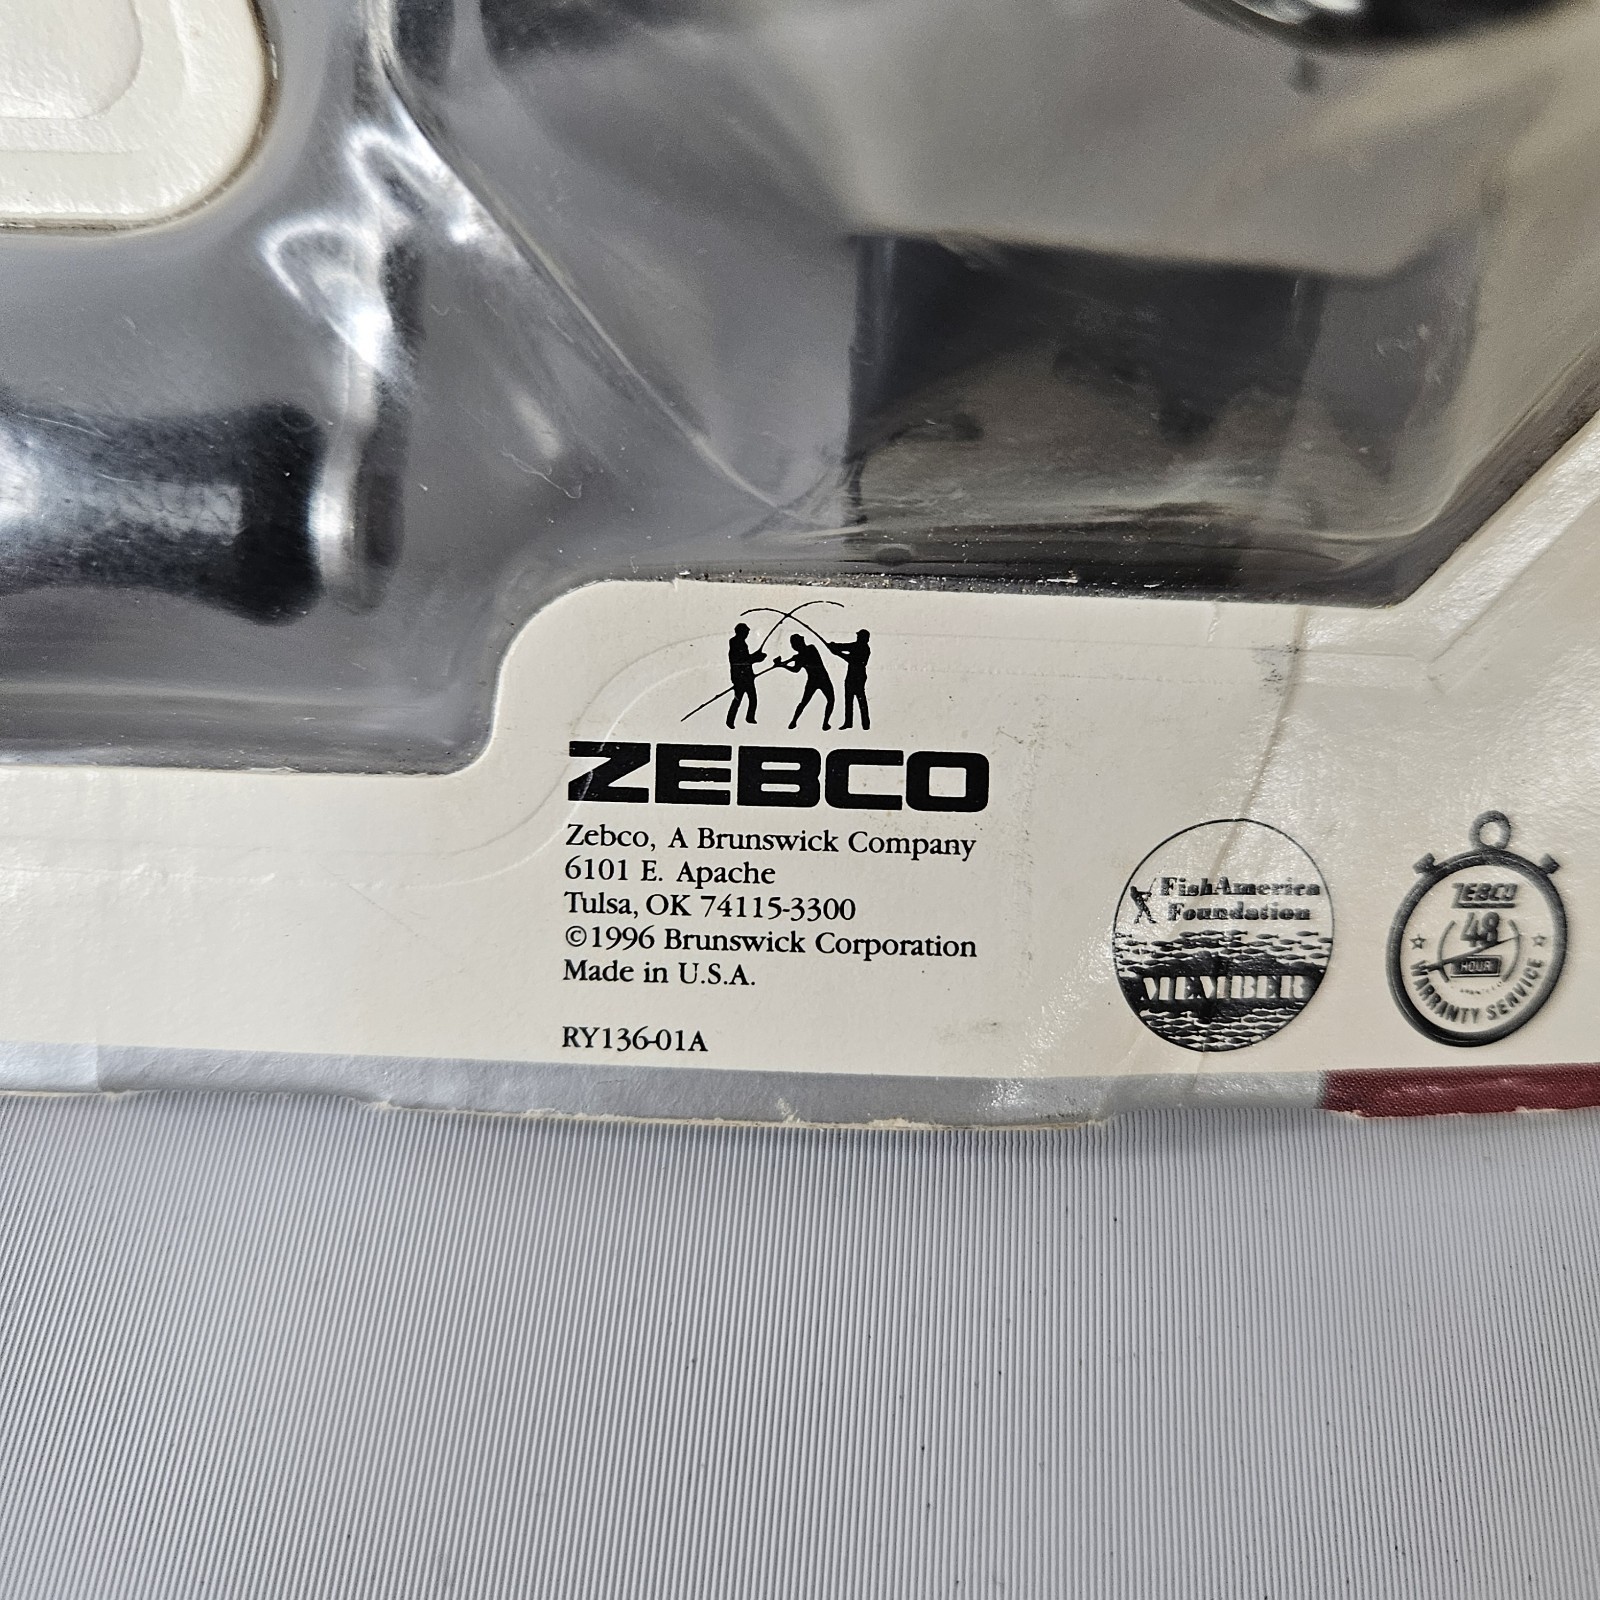 ZEBCO
Zebco, A Brunswick Company
6101 E. Apache
Tulsa, OK 74115-3300
©1996 Brunswick Corporation
Made in U.S.A.
RY136-01A
FishAmerica
Foundation
MEMBER
ZEBCO
48
HOUR
WARRANTY SERVICE